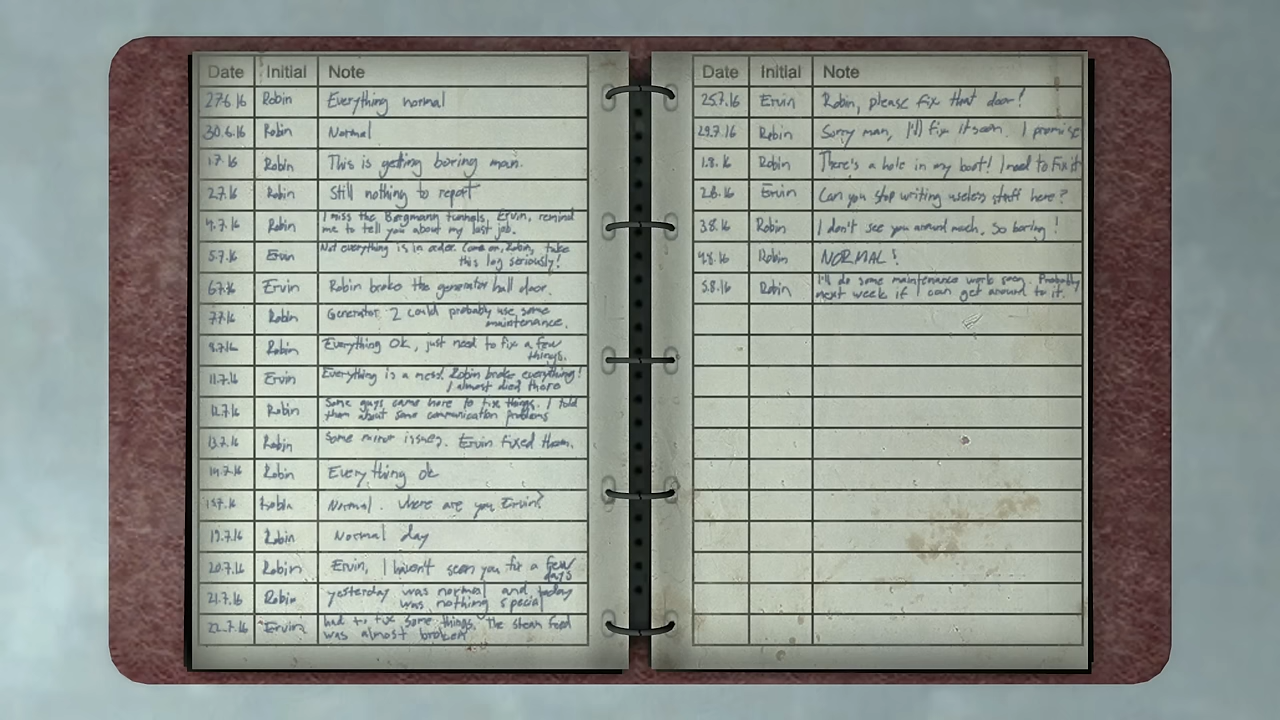 Date Initial Note
27.6.16 Robin Everything normal
30.6.16 Robin Normal
1.7.16 Robin This is getting boring man.
2.7.16 Robin Still nothing to report
4.7.16 Robin I miss the Bergmann tunnels, Ervin, remind
me to tell you about my last job.
5.7.16 Ervin Not everything is in order. Come on, Robin, take
this log seriously!
6.7.16 Ervin Robin broke the generator hall door.
7.7.16 Robin Generator 2 could probably use some
maintenance.
9.7.16 Robin Everything OK, just need to fix a few
things.
11.7.16 Ervin Everything is a mess. Robin broke everything!
I almost died there
12.7.16 Robin Some guys came here to fix things. I told
them about some communication problems
13.7.16 Robin Some minor issues. Ervin fixed them.
14.7.16 Robin Everything ok
15.7.16 Robin Normal. Where are you Ervin?
19.7.16 Robin Normal day
20.7.16 Robin Ervin, I haven't seen you for a few
days
21.7.16 Robin yesterday was normal and today
was nothing special
22.7.16 Ervin had to fix some things. The steam feed
was almost broken
Date Initial Note
25.7.16 Ervin Robin, please fix that door!
29.7.16 Robin Sorry man, I'll fix it soon. I promise
1.8.16 Robin There's a hole in my boot! I need to fix it
2.8.16 Ervin Can you stop writing useless stuff here?
3.8.16 Robin I don't see you around much. So boring!
4.8.16 Robin NORMAL!
5.8.16 Robin I'll do some maintenance work soon. Probably
next week if I can get around to it.